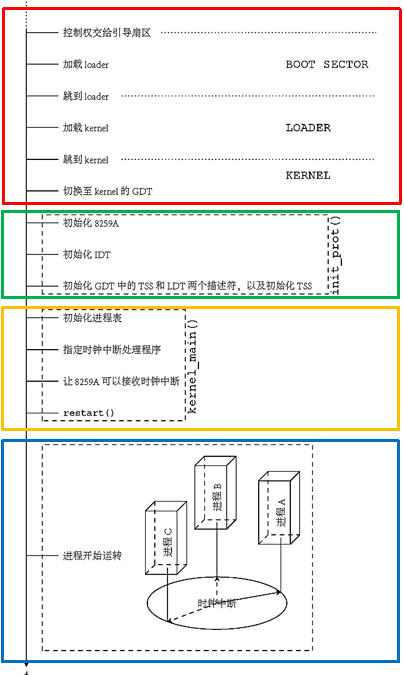 控制权交给引导扇区
加载 loader
BOOT SECTOR
跳到 loader
加载 kernel
LOADER
跳到 kernel
KERNEL
切换至 kernel 的 GDT
初始化 8259A
初始化 IDT
初始化 GDT 中的 TSS 和 LDT 两个描述符，以及初始化 TSS
init_prot()
初始化进程表
指定时钟中断处理程序
让 8259A 可以接收时钟中断
restart()
kernel_main()
进程 B
进程 A
进程 C
进程开始运转
时钟中断
t